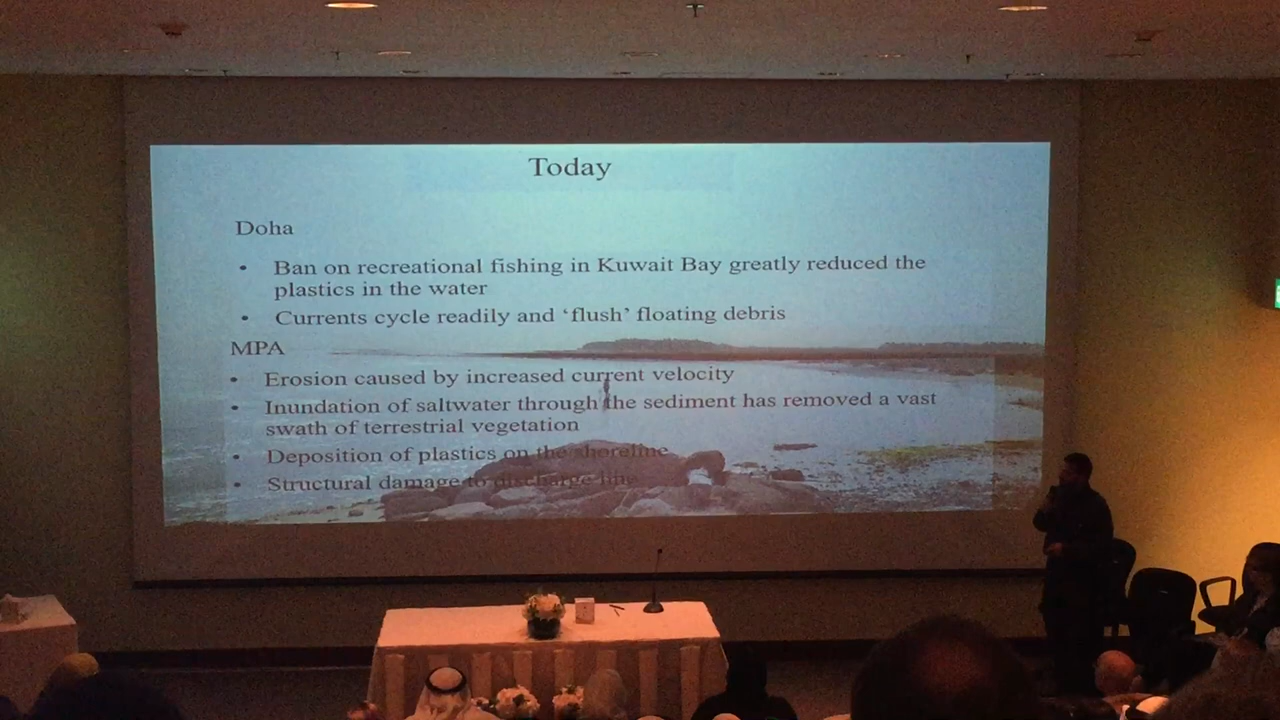 Today
Doha
• Ban on recreational fishing in Kuwait Bay greatly reduced the
plastics in the water
• Currents cycle readily and ‘flush’ floating debris
MPA
• Erosion caused by increased current velocity
• Inundation of saltwater through the sediment has removed a vast
swath of terrestrial vegetation
• Deposition of plastics on the shoreline
• Structural damage to discharge line